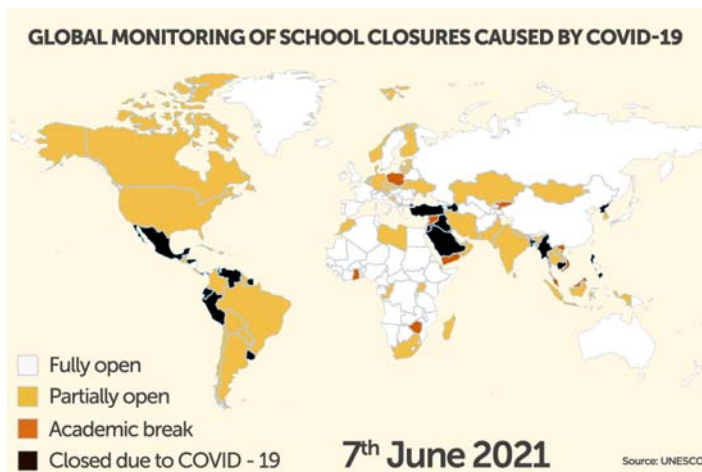 GLOBAL MONITORING OF SCHOOL CLOSURES CAUSED BY COVID-19
Fully open
Partially open
Academic break
Closed due to COVID - 19
7th June 2021
Source: UNESCO